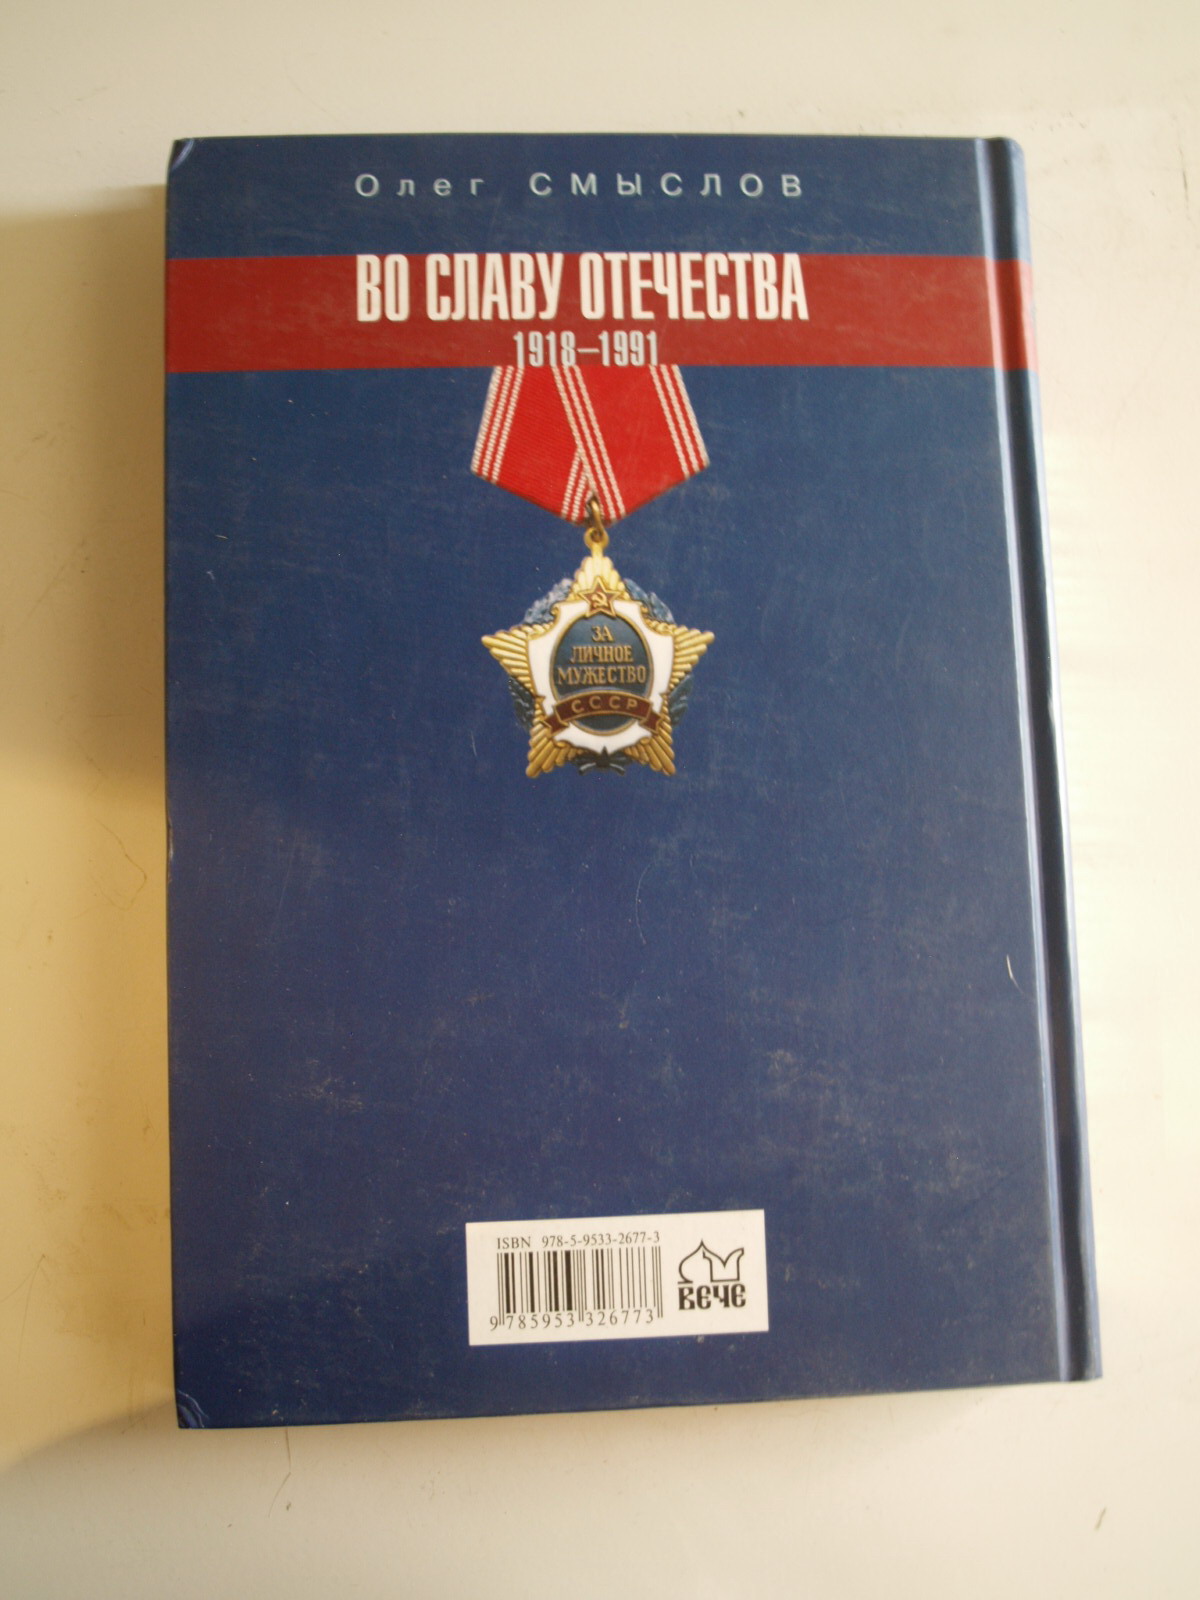 Олег СМЫСЛОВ
ВО СЛАВУ ОТЕЧЕСТВА
1918–1991
ЗА
ЛИЧНОЕ
МУЖЕСТВО
СССР
ISBN 978-5-9533-2677-3
9 785953 326773
ВЕЧЕ